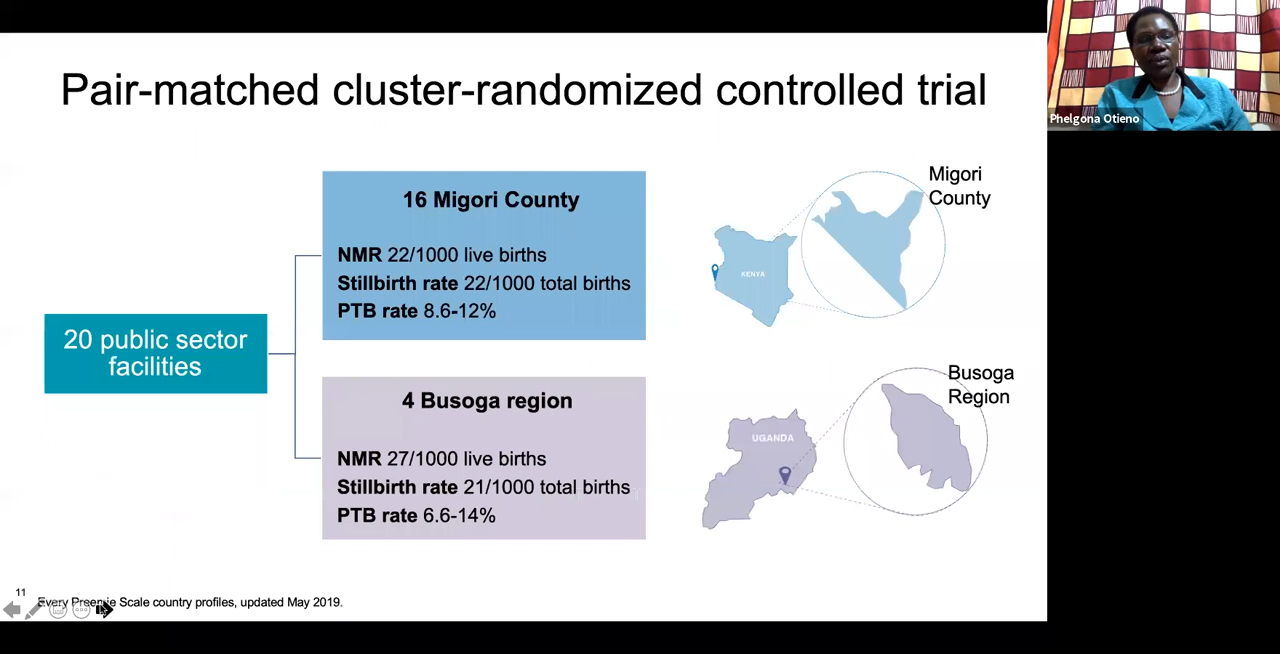 Pair-matched cluster-randomized controlled trial
Phelgona Otieno
20 public sector
facilities
16 Migori County
NMR 22/1000 live births
Stillbirth rate 22/1000 total births
PTB rate 8.6-12%
4 Busoga region
NMR 27/1000 live births
Stillbirth rate 21/1000 total births
PTB rate 6.6-14%
Migori
County
KENYA
Busoga
Region
UGANDA
11
Every Preemie Scale country profiles, updated May 2019.